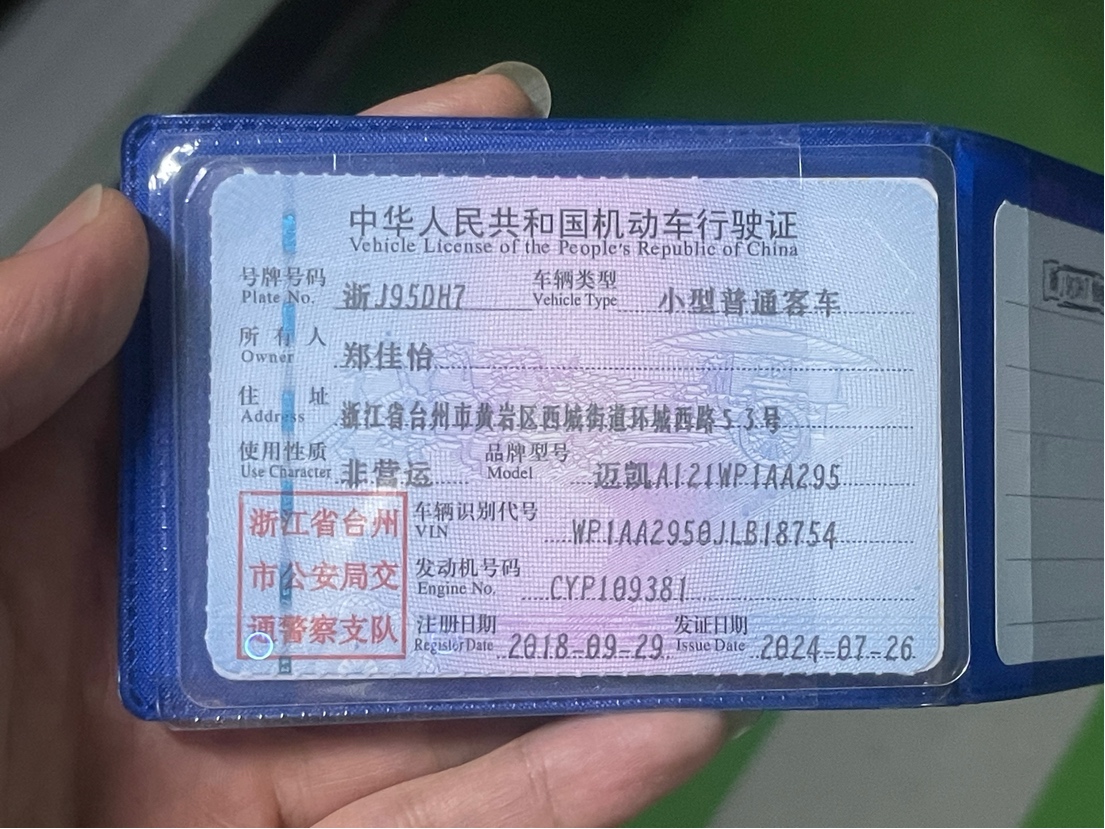 中华人民共和国机动车行驶证
Vehicle License of the People's Republic of China
号牌号码 浙J95DH7 车辆类型 小型普通客车
Plate No. Vehicle Type
所有人 郑佳怡
Owner
住址 浙江省台州市黄岩区西城街道环城西路53号
Address
使用性质 非营运 品牌型号 迈凯A121WP1AA295
Use Character Model
浙江省台州 车辆识别代号 WP1AA2950JLB18754
VIN
市公安局交 发动机号码 CYP109381
Engine No.
通警察支队 注册日期 2018-09-29 发证日期 2024-07-26
Register Date Issue Date